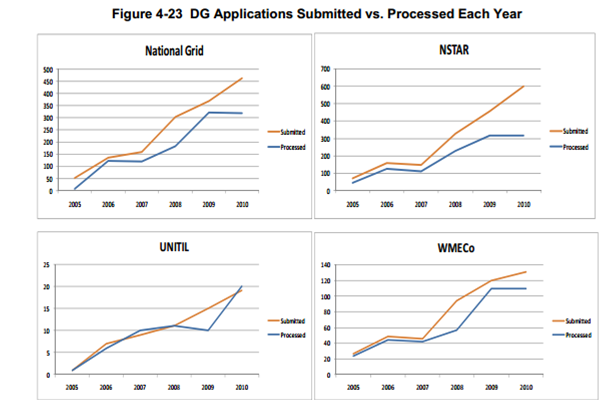 Figure 4-23 DG Applications Submitted vs. Processed Each Year
National Grid
500
450
400
350
300
250
200
150
100
50
0
2005 2006 2007 2008 2009 2010
Submitted
Processed
NSTAR
700
600
500
400
300
200
100
0
2005 2006 2007 2008 2009 2010
Submitted
Processed
UNITIL
25
20
15
10
5
0
2005 2006 2007 2008 2009 2010
Submitted
Processed
WMECo
140
120
100
80
60
40
20
0
2005 2006 2007 2008 2009 2010
Submitted
Processed